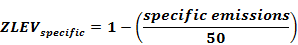 ZLEV_specific = 1 − (specific emissions / 50)